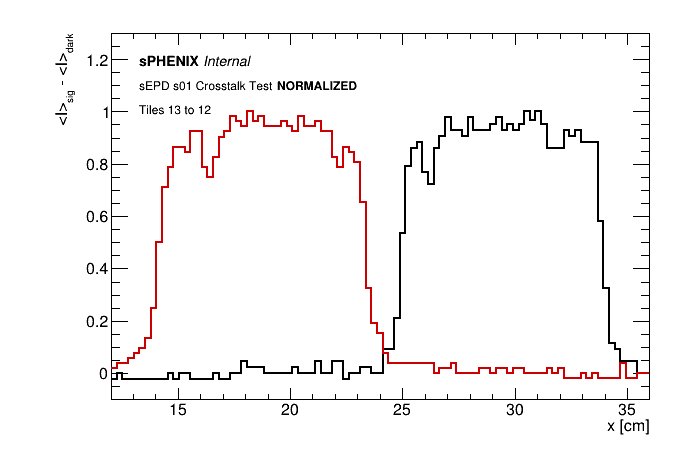 <I>sig - <I>dark
sPHENIX Internal
sEPD s01 Crosstalk Test NORMALIZED
Tiles 13 to 12
1.2
1
0.8
0.6
0.4
0.2
0
15 20 25 30 35
x [cm]